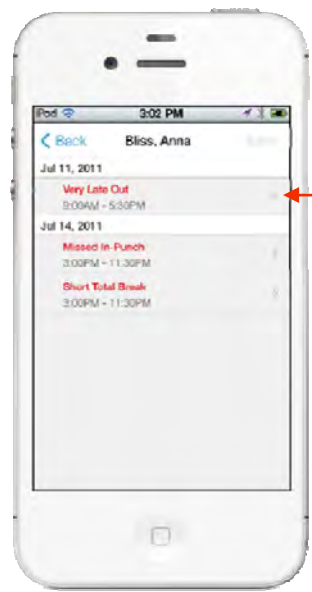 iPod 3:02 PM
Back Bliss, Anna
Jul 11, 2011
Very Late Out
9:00AM - 5:30PM
Jul 14, 2011
Missed In-Punch
3:00PM - 11:30PM
Short Total Break
3:00PM - 11:30PM